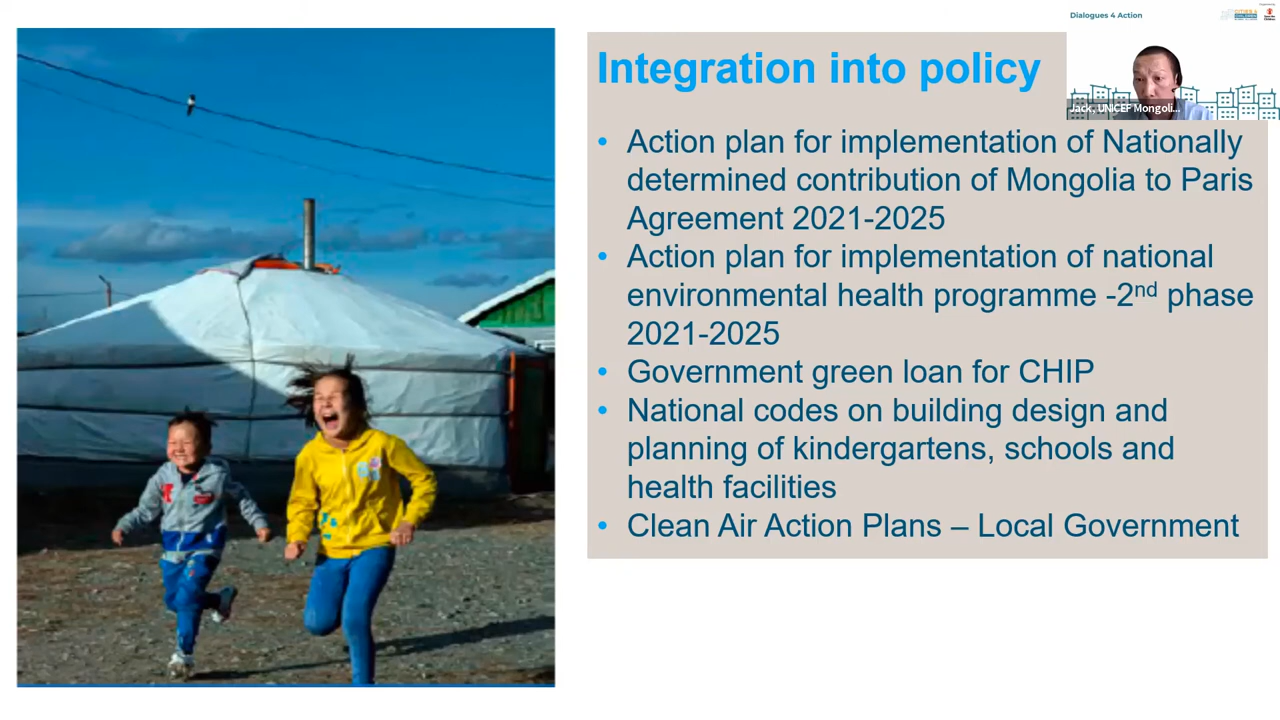 Dialogues 4 Action
Integration into policy
Jack, UNICEF Mongoli...
• Action plan for implementation of Nationally
determined contribution of Mongolia to Paris
Agreement 2021-2025
• Action plan for implementation of national
environmental health programme -2nd phase
2021-2025
• Government green loan for CHIP
• National codes on building design and
planning of kindergartens, schools and
health facilities
• Clean Air Action Plans – Local Government